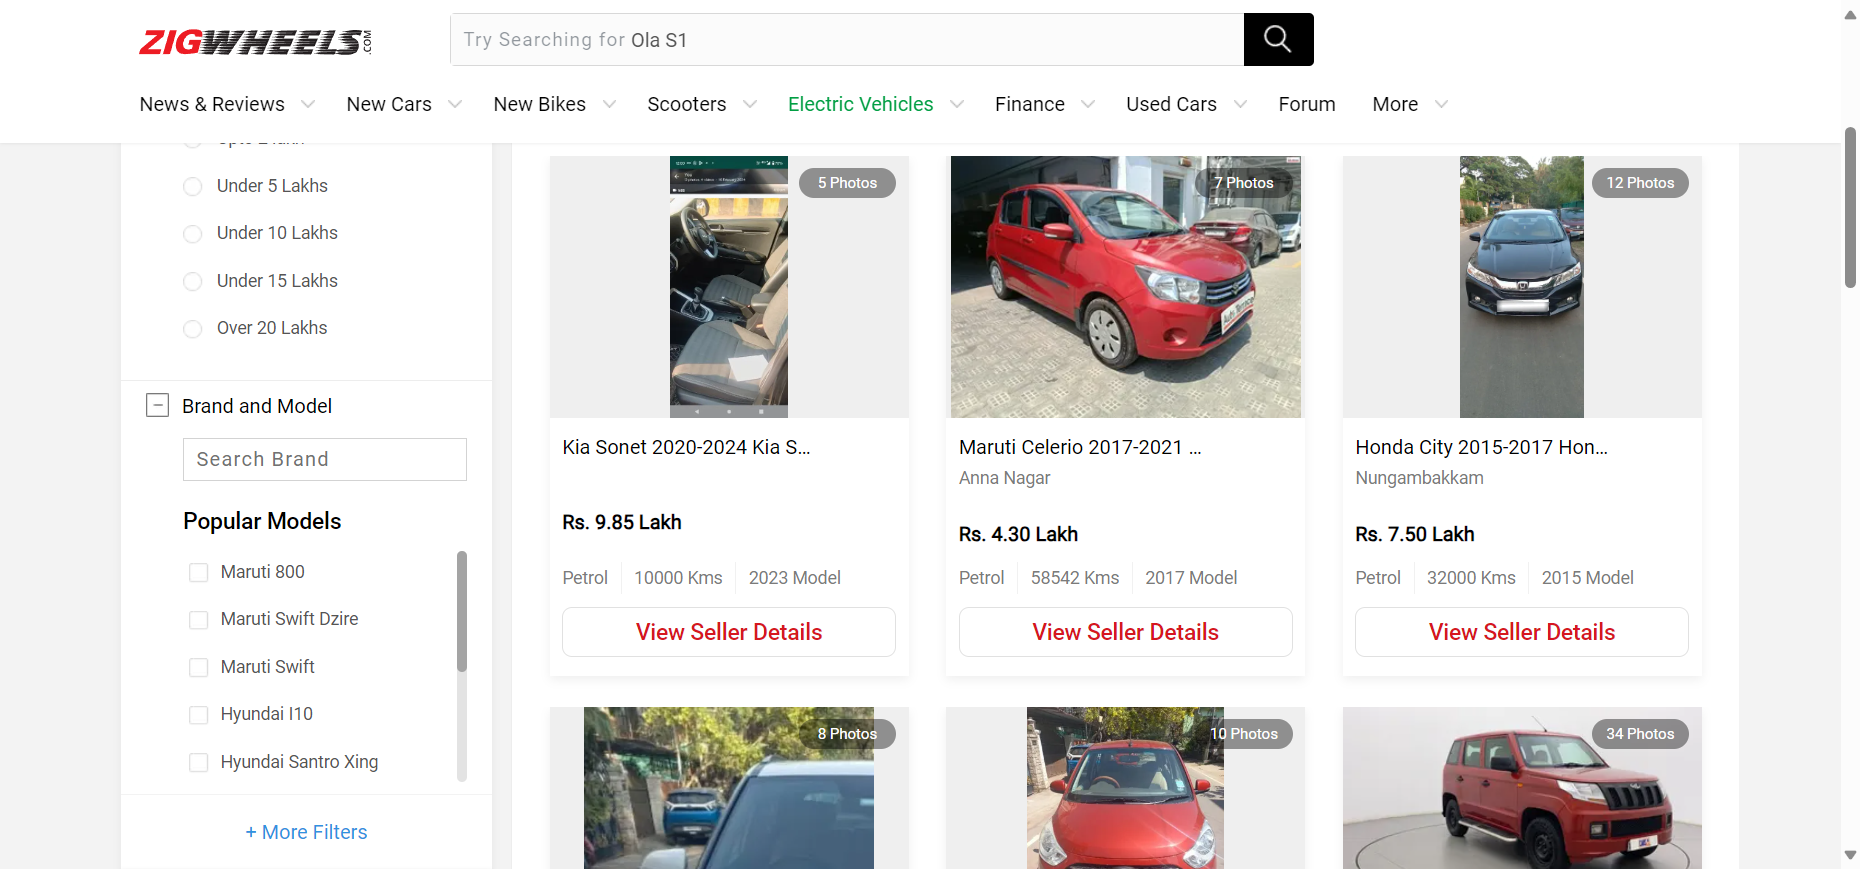 ZIGWHEELS.COM
Try Searching for Ola S1
News & Reviews
New Cars
New Bikes
Scooters
Electric Vehicles
Finance
Used Cars
Forum
More
Under 5 Lakhs
Under 10 Lakhs
Under 15 Lakhs
Over 20 Lakhs
Brand and Model
Search Brand
Popular Models
Maruti 800
Maruti Swift Dzire
Maruti Swift
Hyundai I10
Hyundai Santro Xing
+ More Filters
5 Photos
Kia Sonet 2020-2024 Kia S...
Rs. 9.85 Lakh
Petrol
10000 Kms
2023 Model
View Seller Details
7 Photos
Maruti Celerio 2017-2021 ...
Anna Nagar
Rs. 4.30 Lakh
Petrol
58542 Kms
2017 Model
View Seller Details
12 Photos
Honda City 2015-2017 Hon...
Nungambakkam
Rs. 7.50 Lakh
Petrol
32000 Kms
2015 Model
View Seller Details
8 Photos
10 Photos
34 Photos